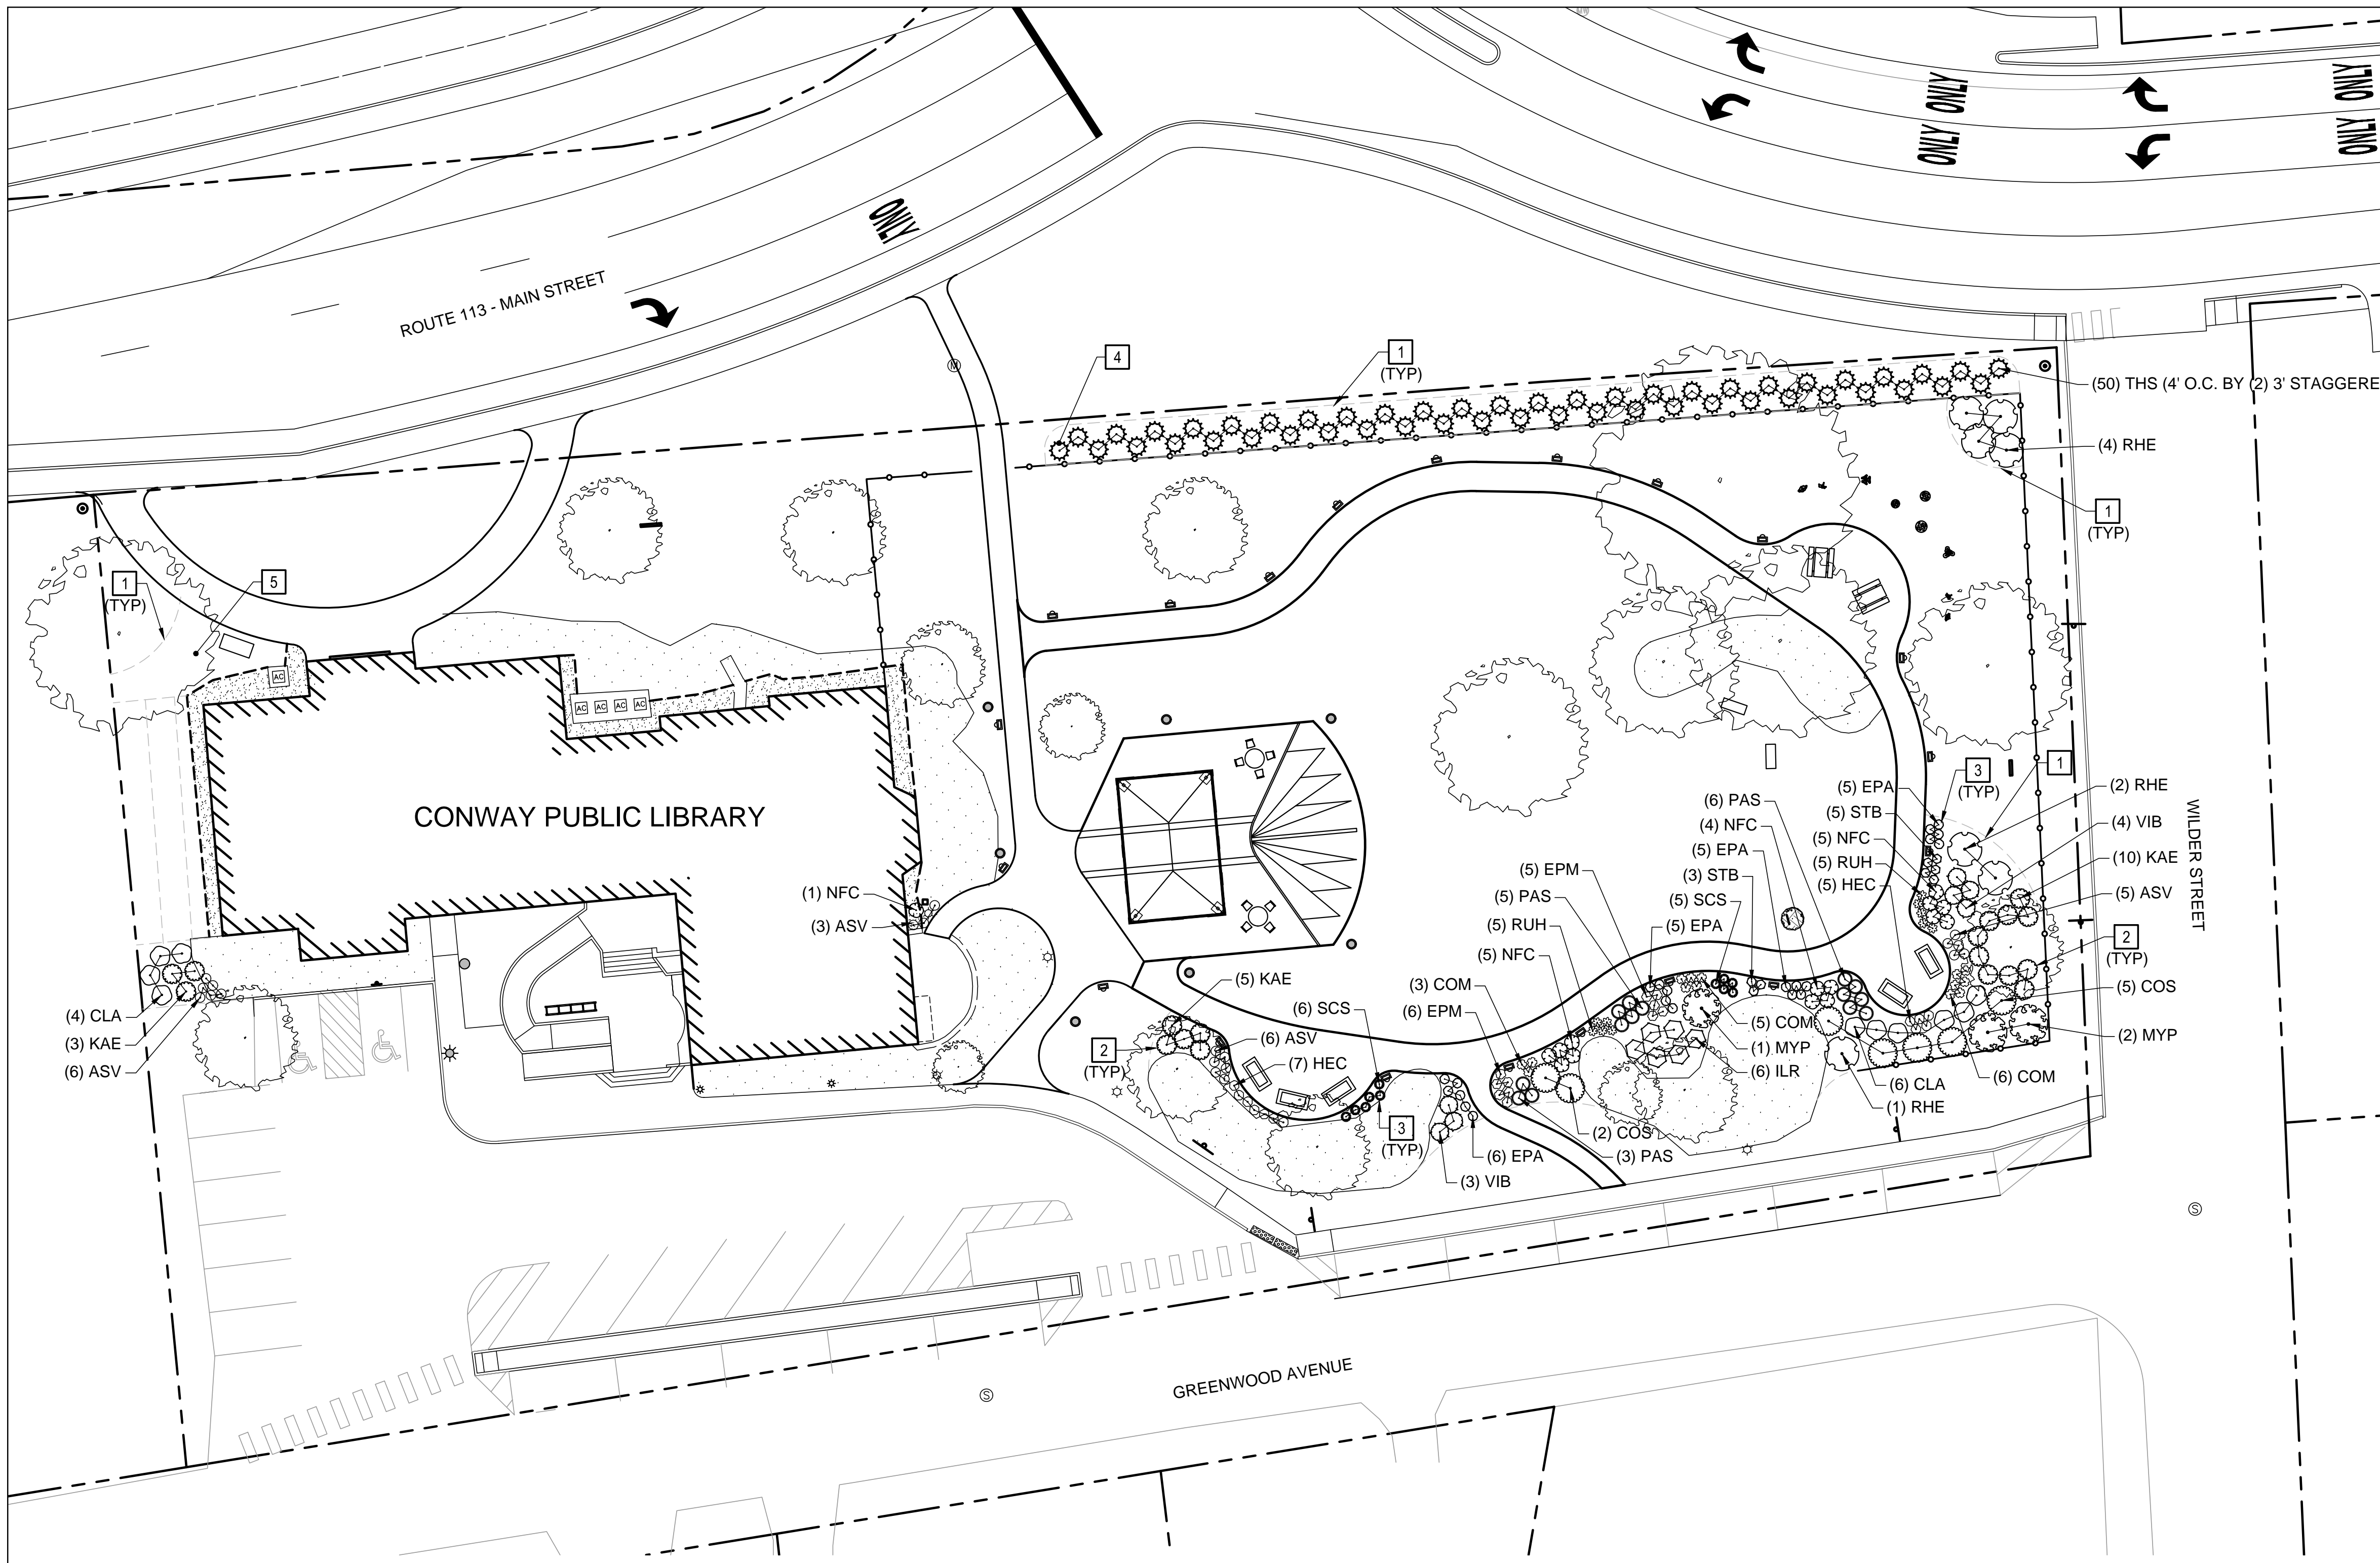 ONLY
ONLY
ONLY
ONLY
ONLY
ROUTE 113 - MAIN STREET
M
4
1
(TYP)
(50) THS (4' O.C. BY (2) 3' STAGGERE
(4) RHE
1
(TYP)
1
(TYP)
5
AC
AC
AC
AC
AC
CONWAY PUBLIC LIBRARY
(1) NFC
(3) ASV
(4) CLA
(3) KAE
(6) ASV
3
(TYP)
1
(5) EPA
(5) STB
(5) NFC
(5) RUH
(5) HEC
(2) RHE
(4) VIB
(10) KAE
(5) ASV
2
(TYP)
(5) COS
(2) MYP
WILDER STREET
(6) PAS
(4) NFC
(5) EPA
(3) STB
(5) SCS
(5) EPA
(5) EPM
(5) PAS
(5) RUH
(5) NFC
(3) COM
(6) EPM
(5) KAE
(6) SCS
2
(TYP)
(6) ASV
(7) HEC
(5) COM
(1) MYP
(6) ILR
(6) CLA
(1) RHE
(6) COM
(2) COS
(3) PAS
3
(TYP)
(6) EPA
(3) VIB
S
S
GREENWOOD AVENUE